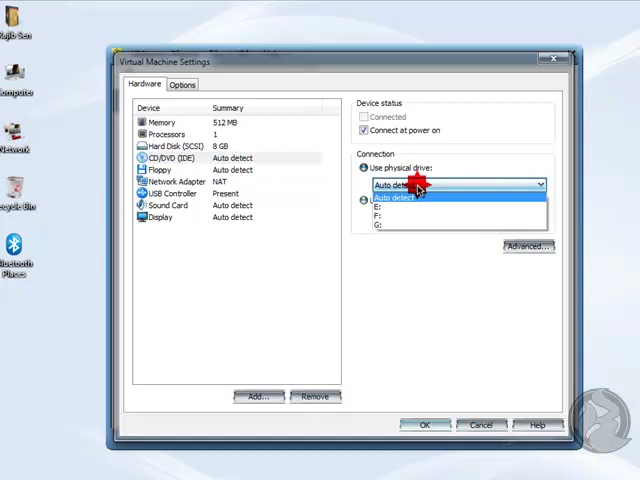 Rajib Sen
Computer
Network
Recycle Bin
Bluetooth
Places
Virtual Machine Settings
Hardware
Options
Device
Summary
Memory
512 MB
Processors
1
Hard Disk (SCSI)
8 GB
CD/DVD (IDE)
Auto detect
Floppy
Auto detect
Network Adapter
NAT
USB Controller
Present
Sound Card
Auto detect
Display
Auto detect
Add...
Remove
Device status
Connected
Connect at power on
Connection
Use physical drive:
Auto detect
Auto detect
E:
F:
G:
Advanced...
OK
Cancel
Help